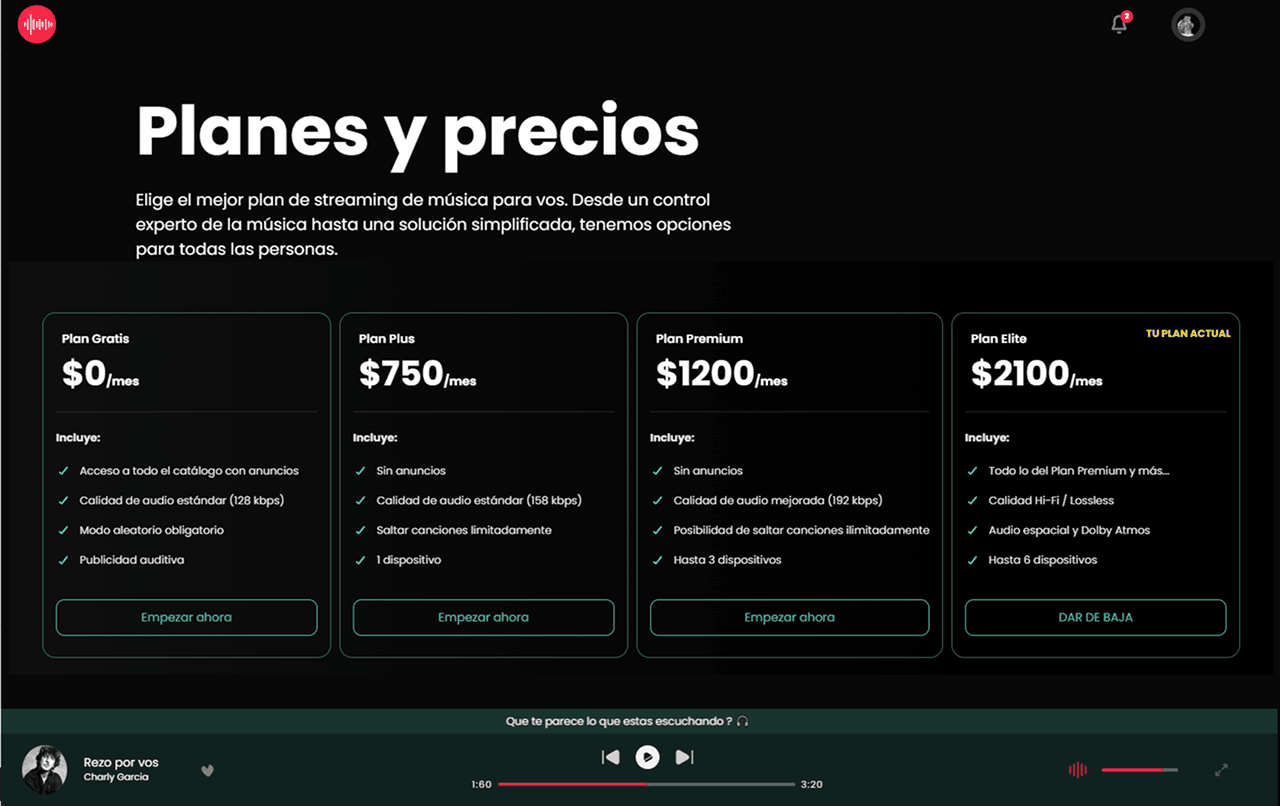 2
Planes y precios
Elige el mejor plan de streaming de música para vos. Desde un control
experto de la música hasta una solución simplificada, tenemos opciones
para todas las personas.
Plan Gratis
$0/mes
Incluye:
Acceso a todo el catálogo con anuncios
Calidad de audio estándar (128 kbps)
Modo aleatorio obligatorio
Publicidad auditiva
Empezar ahora
Plan Plus
$750/mes
Incluye:
Sin anuncios
Calidad de audio estándar (158 kbps)
Saltar canciones limitadamente
1 dispositivo
Empezar ahora
Plan Premium
$1200/mes
Incluye:
Sin anuncios
Calidad de audio mejorada (192 kbps)
Posibilidad de saltar canciones ilimitadamente
Hasta 3 dispositivos
Empezar ahora
Plan Elite
TU PLAN ACTUAL
$2100/mes
Incluye:
Todo lo del Plan Premium y más...
Calidad Hi-Fi / Lossless
Audio espacial y Dolby Atmos
Hasta 6 dispositivos
DAR DE BAJA
Que te parece lo que estas escuchando ?
Rezo por vos
Charly Garcia
1:60
3:20